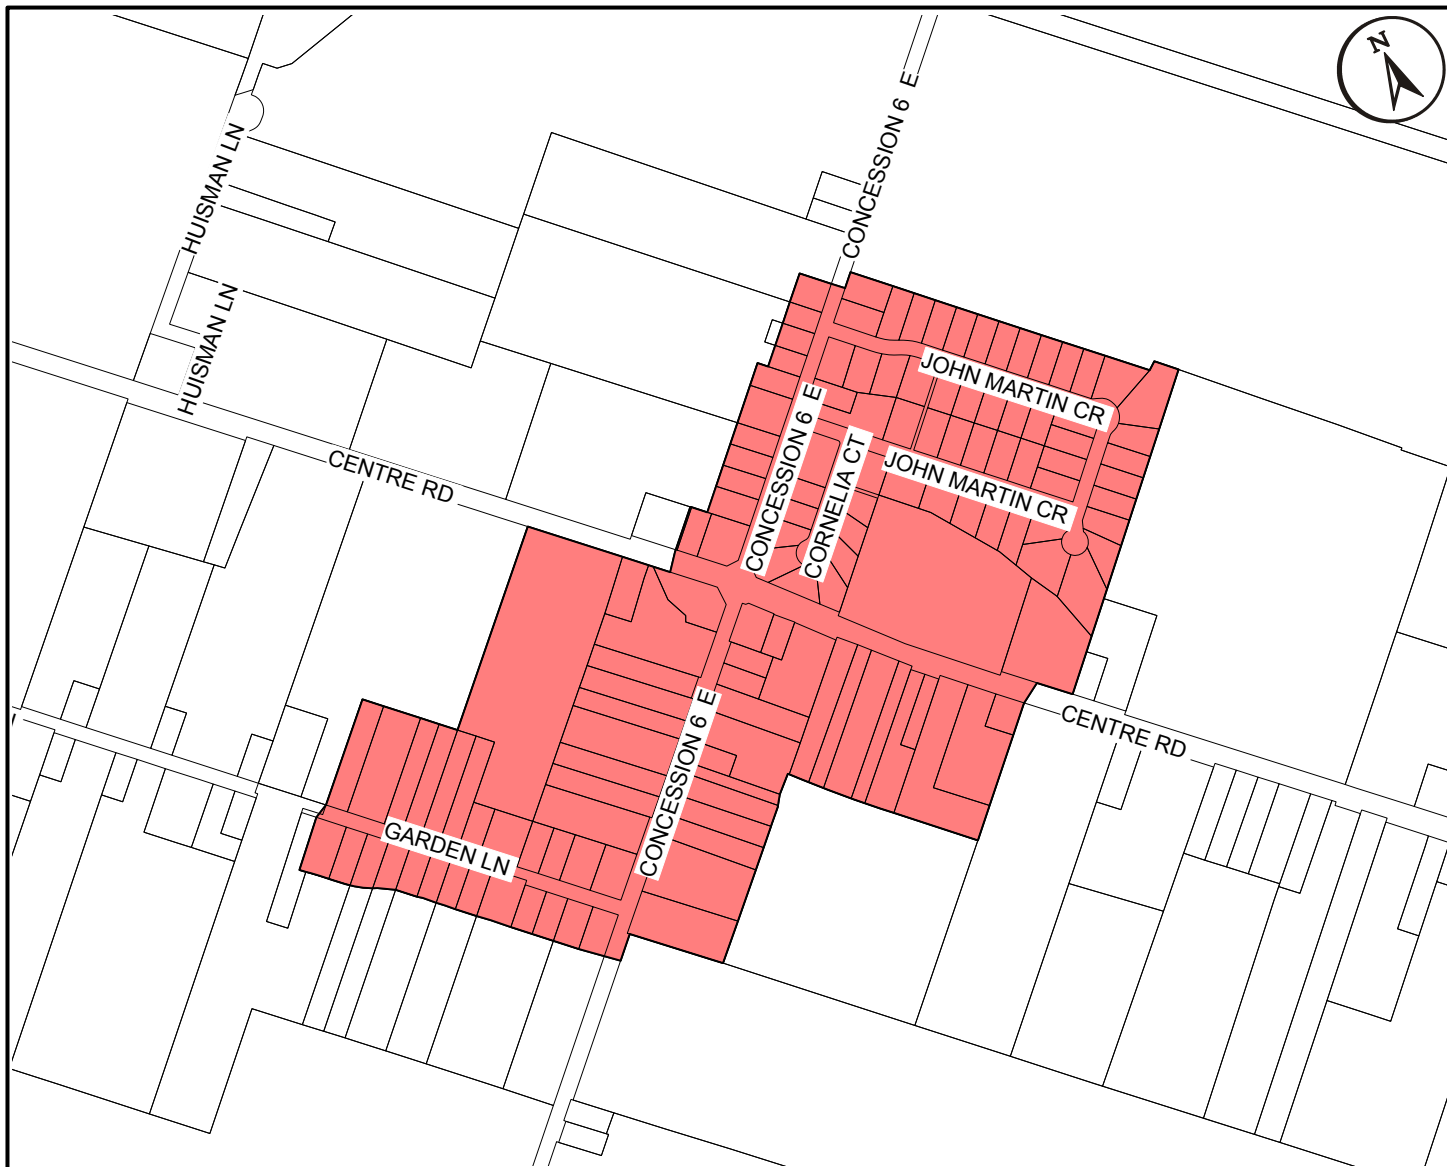 N
CONCESSION 6 E
HUISMAN LN
HUISMAN LN
JOHN MARTIN CR
CONCESSION 6 E
CORNELIA CT
JOHN MARTIN CR
CENTRE RD
CONCESSION 6 E
CENTRE RD
GARDEN LN